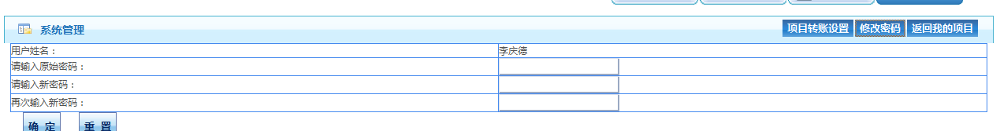 系统管理 项目转账设置 修改密码 返回我的项目
用户姓名： 李庆德
请输入原始密码：
请输入新密码：
再次输入新密码：
确 定 重 置